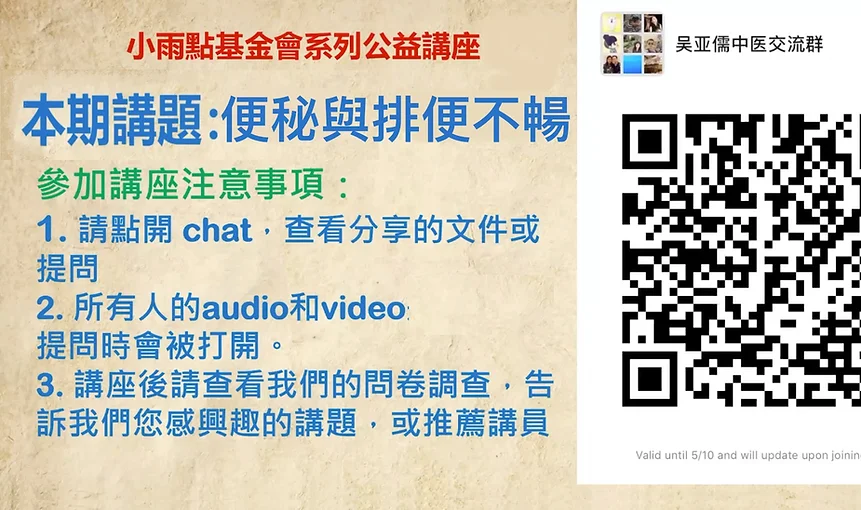 小雨點基金會系列公益講座
本期講題:便秘與排便不暢
參加講座注意事項：
1. 請點開 chat，查看分享的文件或
提問
2. 所有人的audio和video
提問時會被打開。
3. 講座後請查看我們的問卷調查，告
訴我們您感興趣的講題，或推薦講員
吴亚儒中医交流群
Valid until 5/10 and will update upon joinin